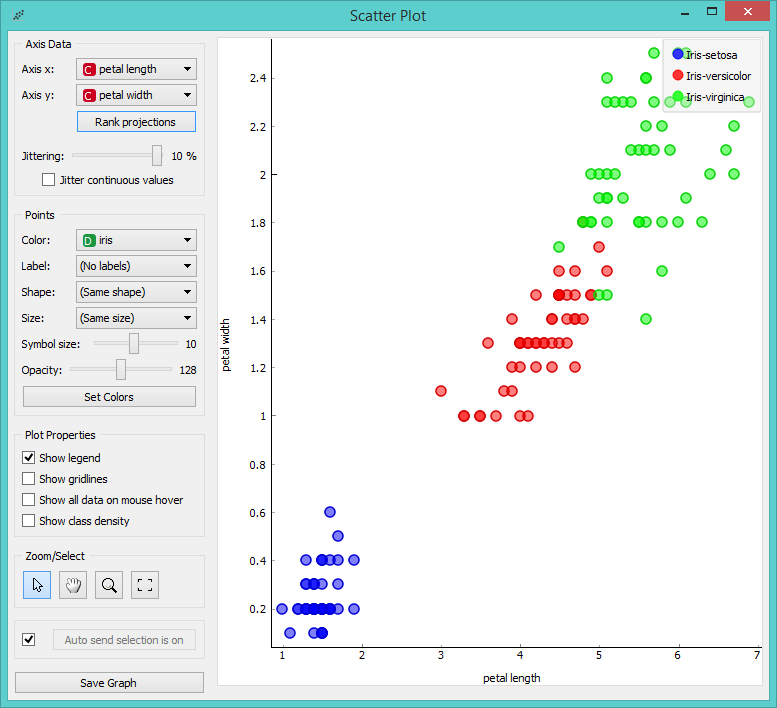 Scatter Plot
Axis Data
Axis x: C petal length
Axis y: C petal width
Rank projections
Jittering: 10 %
Jitter continuous values
Points
Color: D iris
Label: (No labels)
Shape: (Same shape)
Size: (Same size)
Symbol size: 10
Opacity: 128
Set Colors
Plot Properties
Show legend
Show gridlines
Show all data on mouse hover
Show class density
Zoom/Select
Auto send selection is on
Save Graph
Iris-setosa
Iris-versicolor
Iris-virginica
petal width
2.4
2.2
2
1.8
1.6
1.4
1.2
1
0.8
0.6
0.4
0.2
1 2 3 4 5 6 7
petal length